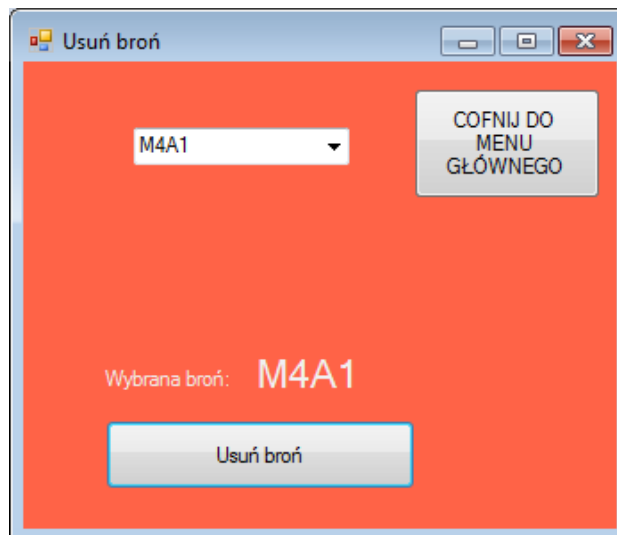 Usuń broń
M4A1
COFNIJ DO
MENU
GŁÓWNEGO
Wybrana broń: M4A1
Usuń broń